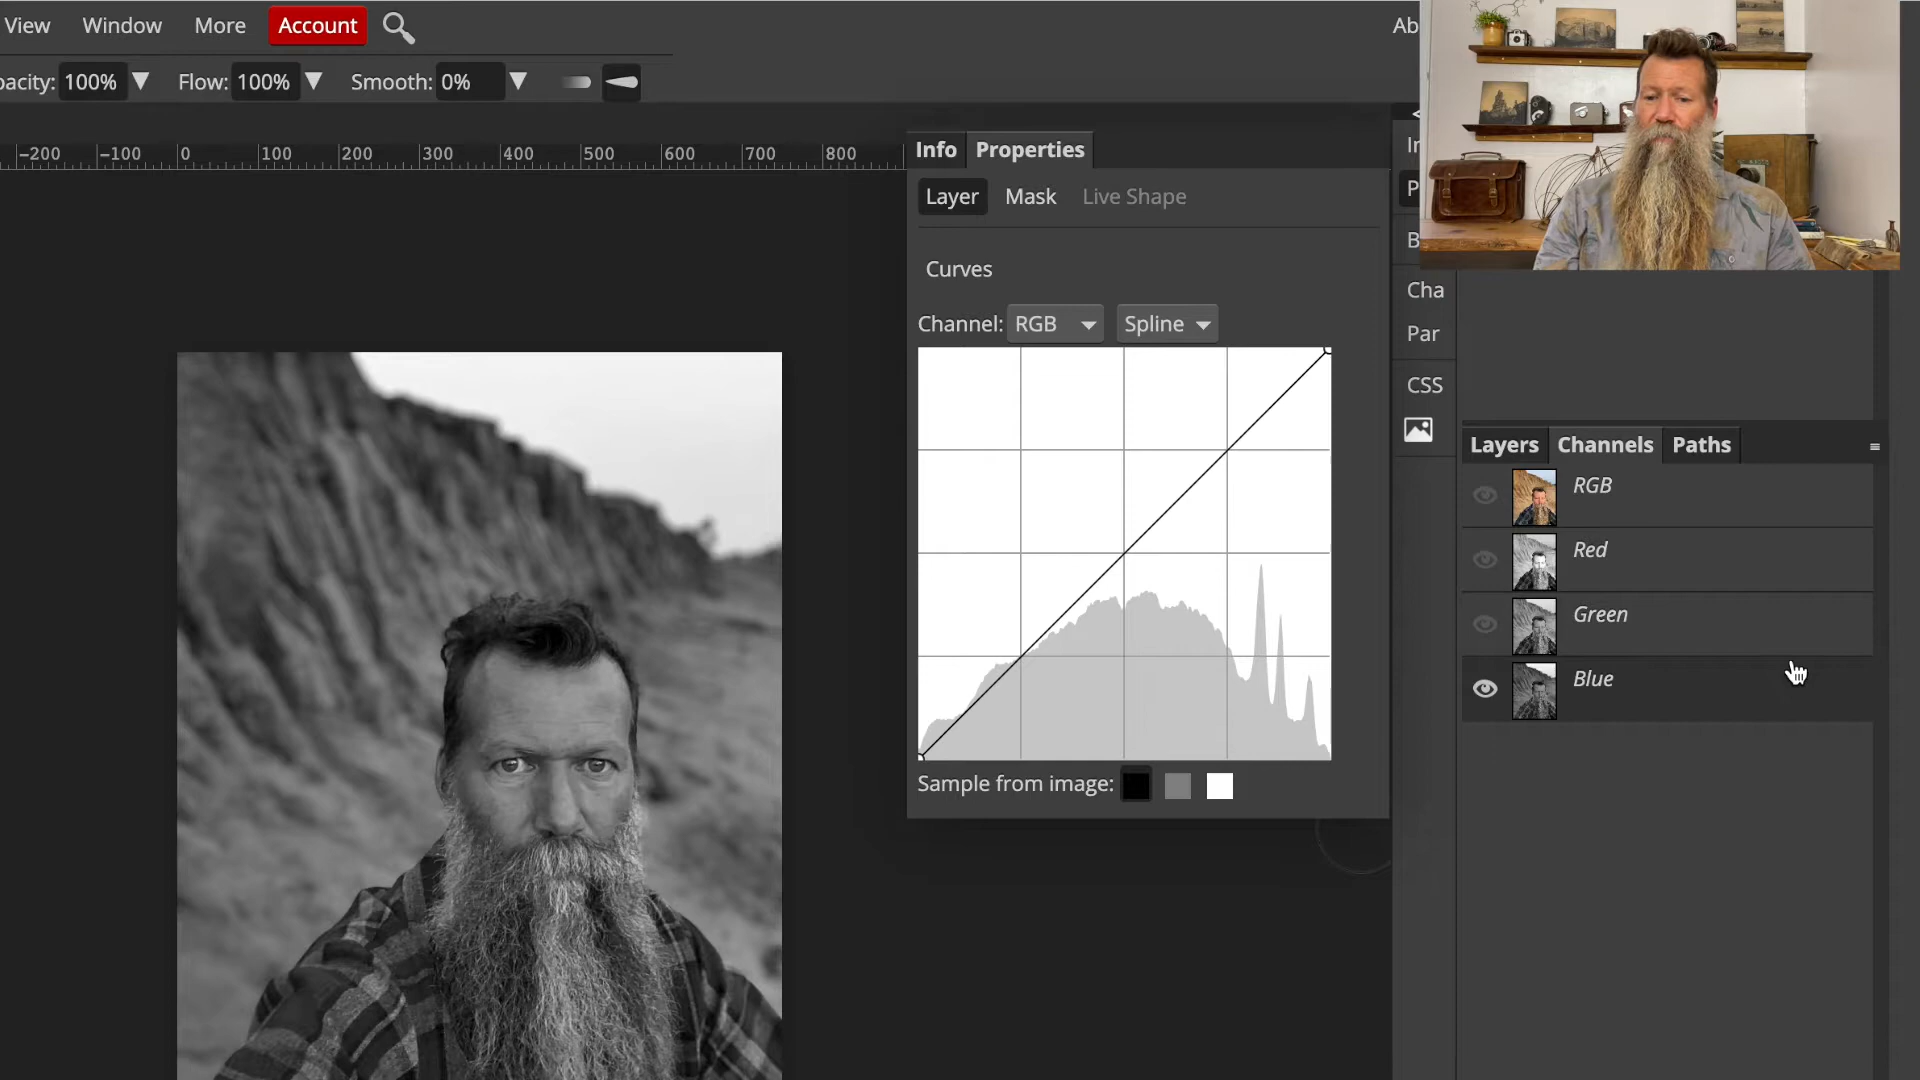 View Window More Account Ab
pacity: 100% Flow: 100% Smooth: 0%
-200 -100 0 100 200 300 400 500 600 700 800
Info Properties
Layer Mask Live Shape
Curves
Channel: RGB Spline
Sample from image:
In
P
B
Cha
Par
CSS
Layers Channels Paths
RGB
Red
Green
Blue